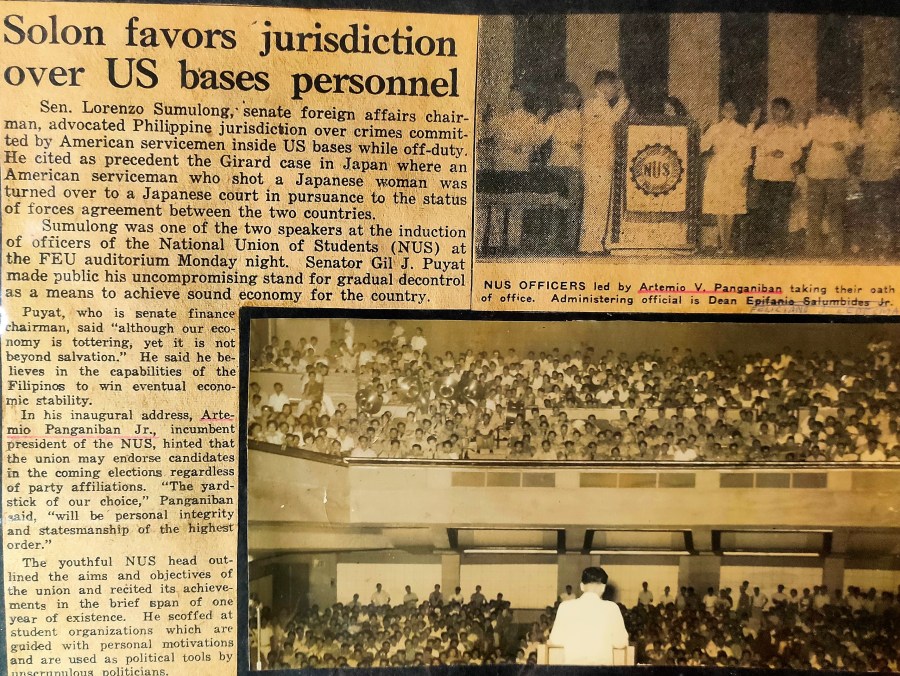 Solon favors jurisdiction
over US bases personnel
Sen. Lorenzo Sumulong, senate foreign affairs chair-
man, advocated Philippine jurisdiction over crimes commit-
ted by American servicemen inside US bases while off-duty.
He cited as precedent the Girard case in Japan where an
American serviceman who shot a Japanese woman was
turned over to a Japanese court in pursuance to the status
of forces agreement between the two countries.
Sumulong was one of the two speakers at the induction
of officers of the National Union of Students (NUS) at
the FEU auditorium Monday night. Senator Gil J. Puyat
made public his uncompromising stand for gradual decontrol
as a means to achieve sound economy for the country.
Puyat, who is senate finance
chairman, said "although our eco-
nomy is tottering, yet it is not
beyond salvation." He said he be-
lieves in the capabilities of the
Filipinos to win eventual econo-
mic stability.
In his inaugural address, Arte-
mio Panganiban Jr., incumbent
president of the NUS, hinted that
the union may endorse candidates
in the coming elections regardless
of party affiliations. "The yard-
stick of our choice," Panganiban
said, "will be personal integrity
and statesmanship of the highest
order."
The youthful NUS head out-
lined the aims and objectives of
the union and recited its achieve-
ments in the brief span of one
year of existence. He scoffed at
student organizations which are
guided with personal motivations
and are used as political tools by
unscrupulous politicians.
NUS
NUS OFFICERS led by Artemio V. Panganiban taking their oath
of office. Administering official is Dean Epifanio Salumbides Jr.